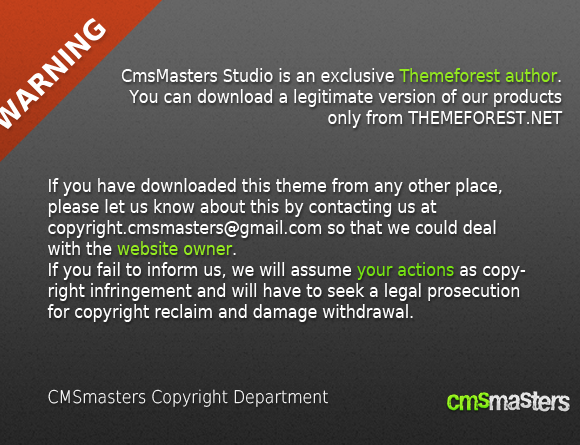 WARNING
CmsMasters Studio is an exclusive Themeforest author.
You can download a legitimate version of our products
only from THEMEFOREST.NET
If you have downloaded this theme from any other place,
please let us know about this by contacting us at
copyright.cmsmasters@gmail.com so that we could deal
with the website owner.
If you fail to inform us, we will assume your actions as copy-
right infringement and will have to seek a legal prosecution
for copyright reclaim and damage withdrawal.
CMSmasters Copyright Department
cmsmasters